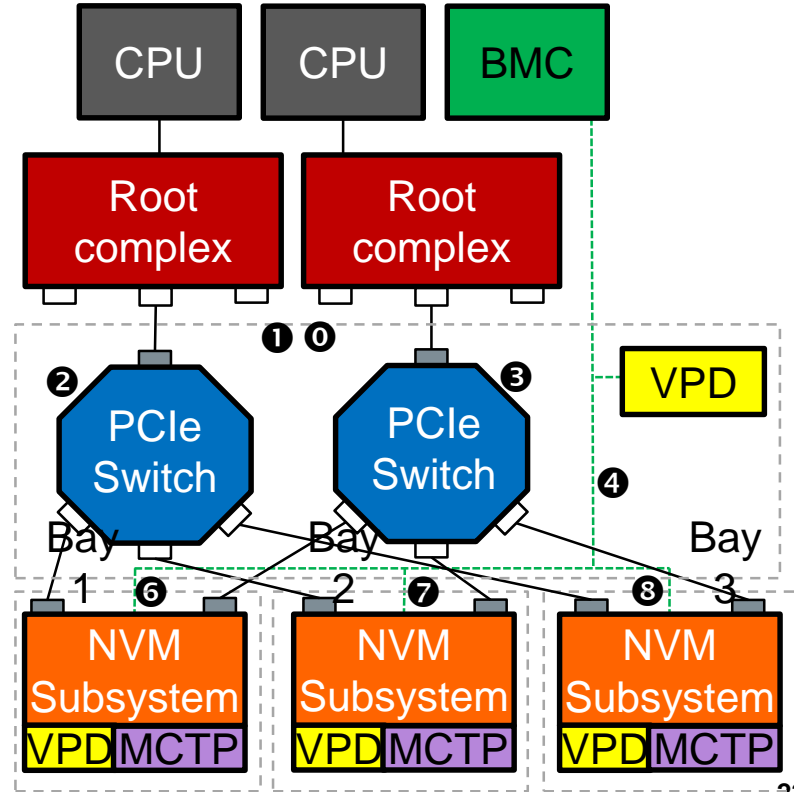 CPU
CPU
BMC
Root
complex
Root
complex
❶ ⓿
❷
❸
VPD
PCIe
Switch
PCIe
Switch
❹
Bay
1
Bay
2
Bay
3
❻
❼
❽
NVM
Subsystem
VPD MCTP
NVM
Subsystem
VPD MCTP
NVM
Subsystem
VPD MCTP